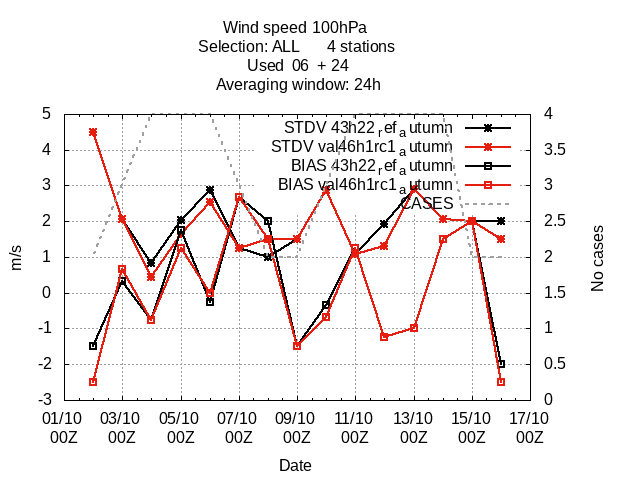 Wind speed 100hPa
Selection: ALL 4 stations
Used 06 + 24
Averaging window: 24h
STDV 43h22_ref_autumn
STDV val46h1rc1_autumn
BIAS 43h22_ref_autumn
BIAS val46h1rc1_autumn
CASES
5
4
3
2
1
0
-1
-2
-3
m/s
4
3.5
3
2.5
2
1.5
1
0.5
0
No cases
01/10 03/10 05/10 07/10 09/10 11/10 13/10 15/10 17/10
00Z 00Z 00Z 00Z 00Z 00Z 00Z 00Z 00Z
Date